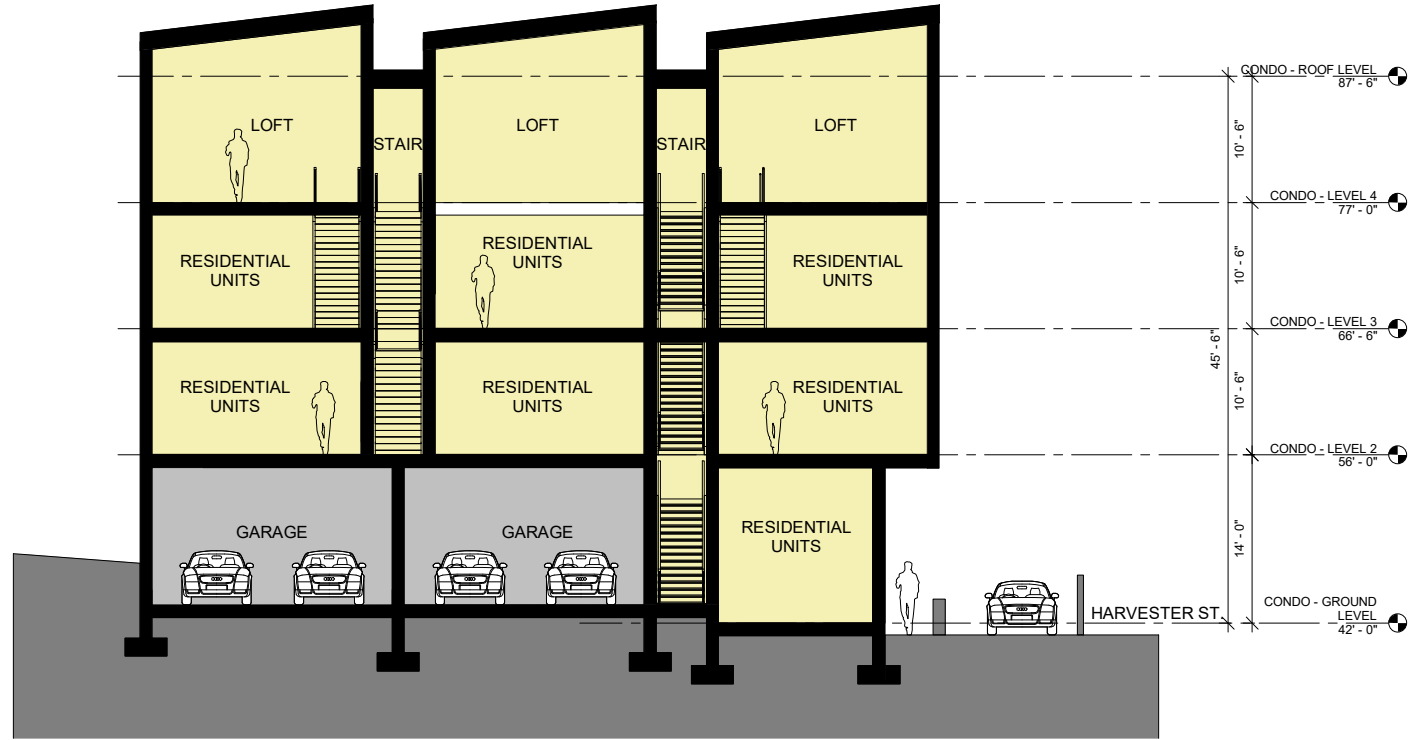 CONDO - ROOF LEVEL
87' - 6"
LOFT
LOFT
LOFT
STAIR
STAIR
10' - 6"
CONDO - LEVEL 4
77' - 0"
RESIDENTIAL
UNITS
RESIDENTIAL
UNITS
RESIDENTIAL
UNITS
10' - 6"
CONDO - LEVEL 3
66' - 6"
45' - 6"
RESIDENTIAL
UNITS
RESIDENTIAL
UNITS
RESIDENTIAL
UNITS
10' - 6"
CONDO - LEVEL 2
56' - 0"
GARAGE
GARAGE
RESIDENTIAL
UNITS
14' - 0"
HARVESTER ST.
CONDO - GROUND
LEVEL
42' - 0"